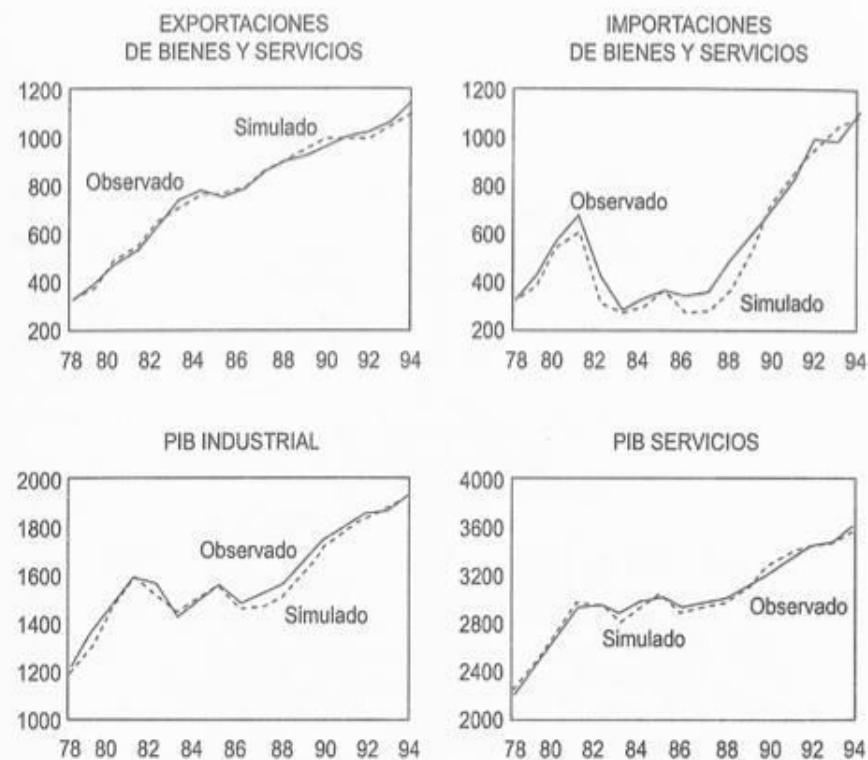 EXPORTACIONES
DE BIENES Y SERVICIOS
1200
1000
800
600
400
200
Simulado
Observado
78 80 82 84 86 88 90 92 94
IMPORTACIONES
DE BIENES Y SERVICIOS
1200
1000
800
600
400
200
Observado
Simulado
78 80 82 84 86 88 90 92 94
PIB INDUSTRIAL
2000
1800
1600
1400
1200
1000
Observado
Simulado
78 80 82 84 86 88 90 92 94
PIB SERVICIOS
4000
3600
3200
2800
2400
2000
Observado
Simulado
78 80 82 84 86 88 90 92 94